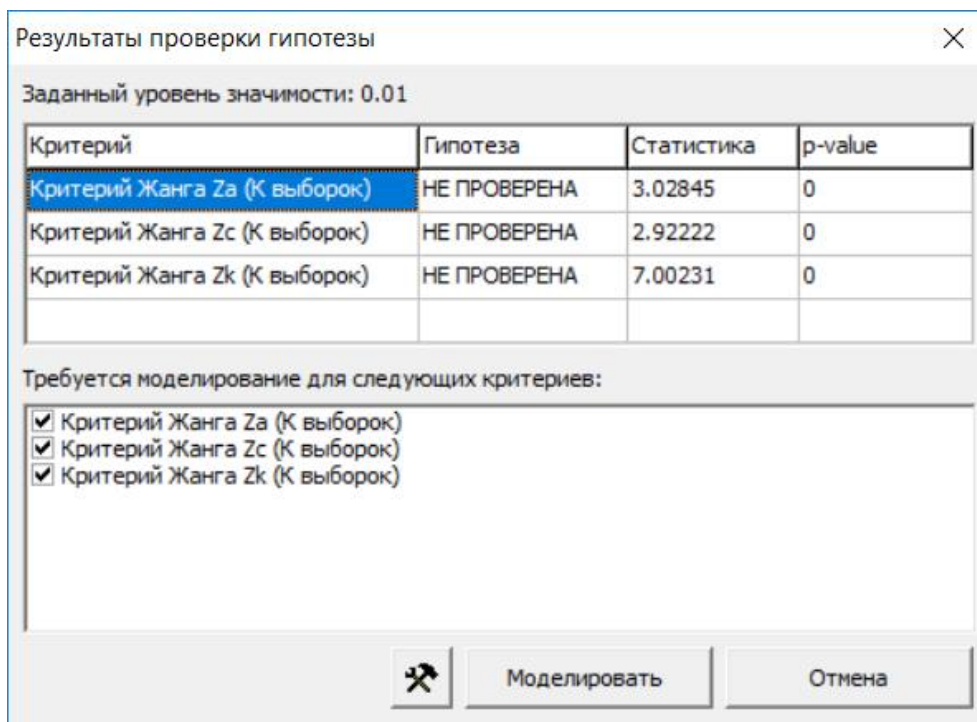 Результаты проверки гипотезы
Заданный уровень значимости: 0.01
Критерий Гипотеза Статистика p-value
Критерий Жанга Za (К выборок) НЕ ПРОВЕРЕНА 3.02845 0
Критерий Жанга Zc (К выборок) НЕ ПРОВЕРЕНА 2.92222 0
Критерий Жанга Zk (К выборок) НЕ ПРОВЕРЕНА 7.00231 0
Требуется моделирование для следующих критериев:
Критерий Жанга Za (К выборок)
Критерий Жанга Zc (К выборок)
Критерий Жанга Zk (К выборок)
Моделировать Отмена